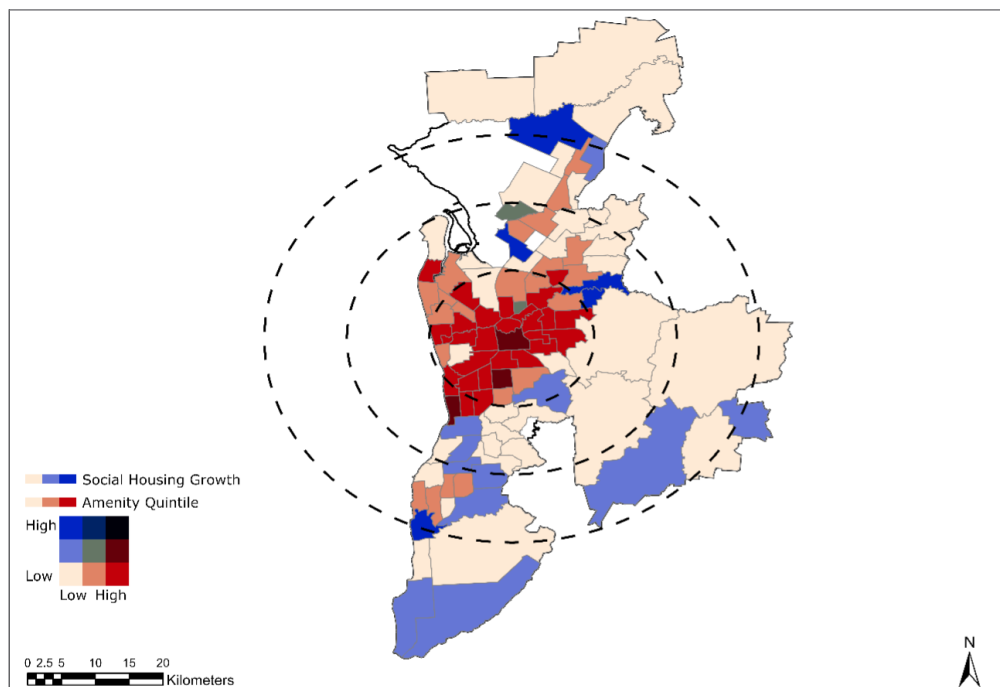 Social Housing Growth
Amenity Quintile
High
Low
Low High
0 2.5 5 10 15 20
Kilometers
N